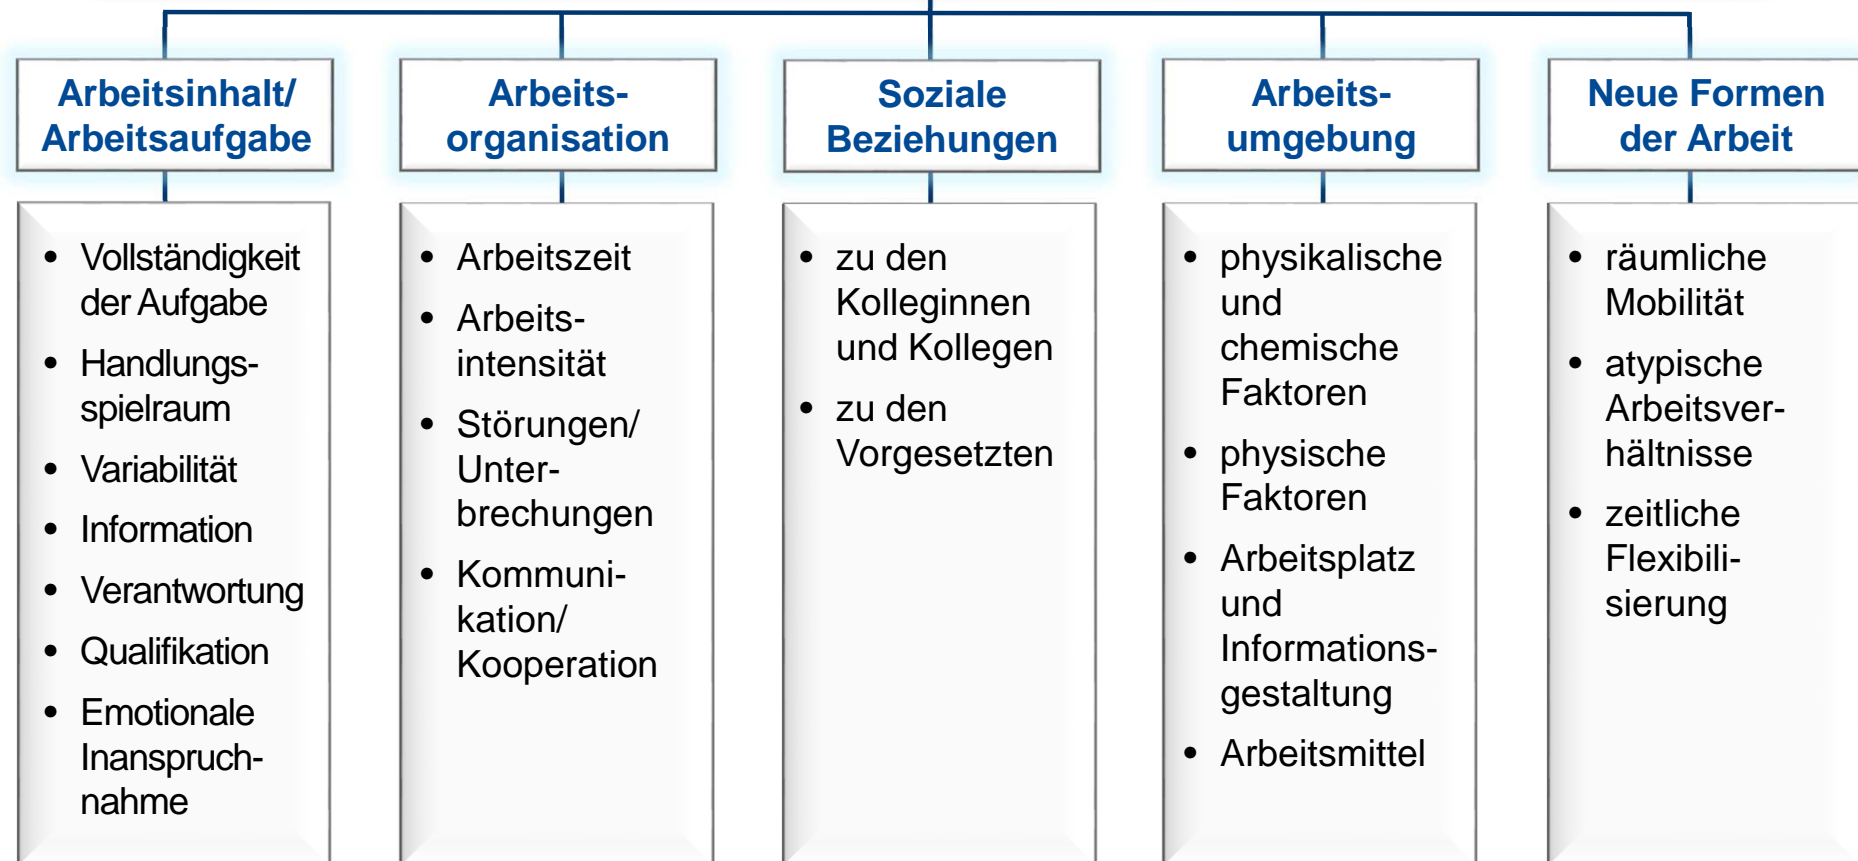 Arbeitsinhalt/
Arbeitsaufgabe
• Vollständigkeit
der Aufgabe
• Handlungs-
spielraum
• Variabilität
• Information
• Verantwortung
• Qualifikation
• Emotionale
Inanspruch-
nahme
Arbeits-
organisation
• Arbeitszeit
• Arbeits-
intensität
• Störungen/
Unter-
brechungen
• Kommuni-
kation/
Kooperation
Soziale
Beziehungen
• zu den
Kolleginnen
und Kollegen
• zu den
Vorgesetzten
Arbeits-
umgebung
• physikalische
und
chemische
Faktoren
• physische
Faktoren
• Arbeitsplatz
und
Informations-
gestaltung
• Arbeitsmittel
Neue Formen
der Arbeit
• räumliche
Mobilität
• atypische
Arbeitsver-
hältnisse
• zeitliche
Flexibili-
sierung